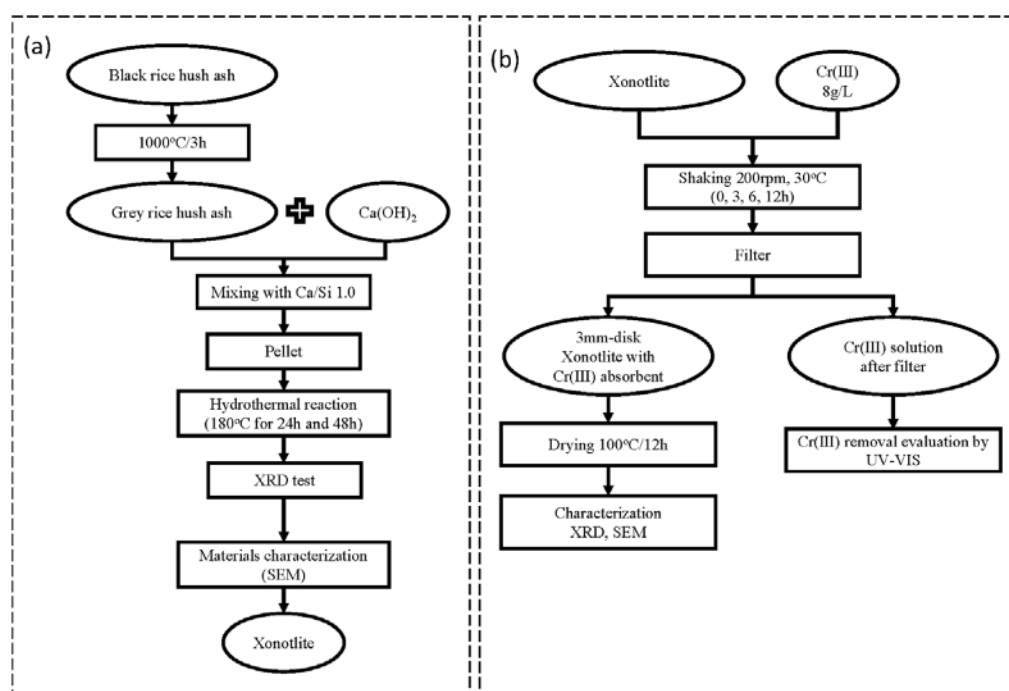 (a)
Black rice hush ash
1000°C/3h
Grey rice hush ash
Ca(OH)₂
Mixing with Ca/Si 1.0
Pellet
Hydrothermal reaction
(180°C for 24h and 48h)
XRD test
Materials characterization
(SEM)
Xonotlite
(b)
Xonotlite
Cr(III)
8g/L
Shaking 200rpm, 30°C
(0, 3, 6, 12h)
Filter
3mm-disk
Xonotlite with
Cr(III) absorbent
Cr(III) solution
after filter
Drying 100°C/12h
Cr(III) removal evaluation by
UV-VIS
Characterization
XRD, SEM